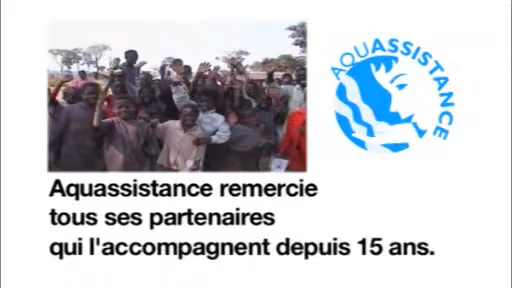 AQUASSISTANCE
Aquassistance remercie
tous ses partenaires
qui l'accompagnent depuis 15 ans.